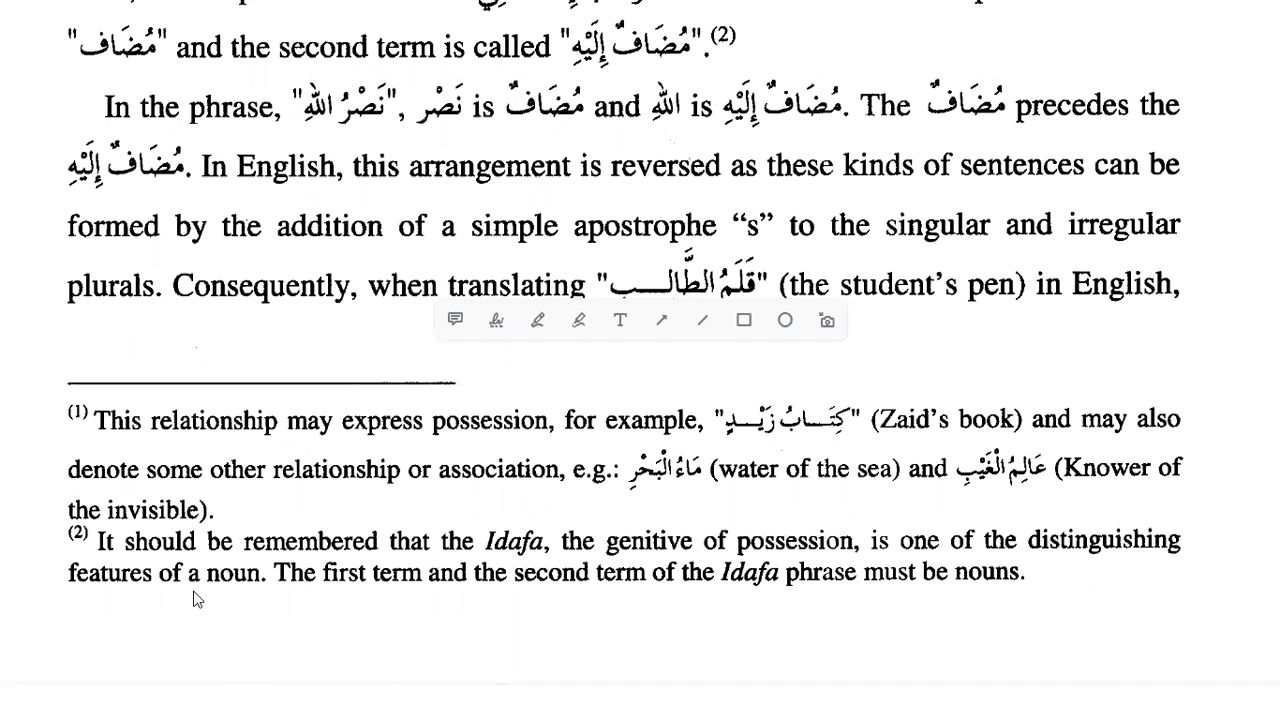 "مُضَاف" and the second term is called "مُضَافٌ إِلَيْهِ".(2)
In the phrase, "نَصْرُ اللهِ", نَصْر is مُضَافٌ and اللهِ is مُضَافٌ إِلَيْهِ. The مُضَافٌ precedes the
مُضَافٌ إِلَيْهِ. In English, this arrangement is reversed as these kinds of sentences can be
formed by the addition of a simple apostrophe “s” to the singular and irregular
plurals. Consequently, when translating "قَلَمُ الطَّالِـــب" (the student’s pen) in English,
(1) This relationship may express possession, for example, "كِتَـابُ زَيْـدٍ" (Zaid’s book) and may also
denote some other relationship or association, e.g.: مَاءُ الْبَحْرِ (water of the sea) and عَالِمُ الْغَيْبِ (Knower of
the invisible).
(2) It should be remembered that the Idafa, the genitive of possession, is one of the distinguishing
features of a noun. The first term and the second term of the Idafa phrase must be nouns.